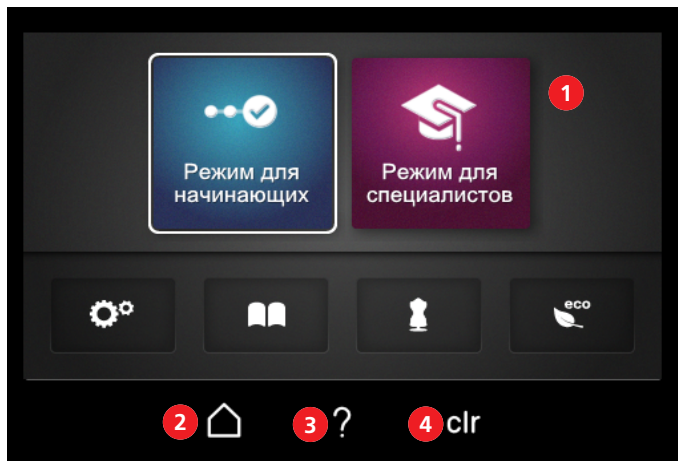 Режим для
начинающих
Режим для
специалистов
1
eco
2
3 ?
4 clr